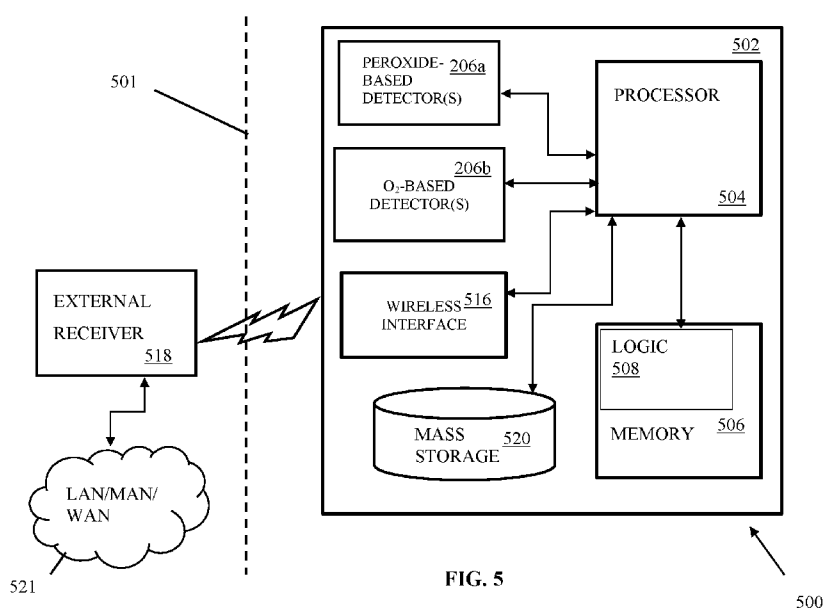 501
502
PEROXIDE-
BASED
DETECTOR(S)
206a
PROCESSOR
504
206b
O₂-BASED
DETECTOR(S)
EXTERNAL
RECEIVER
518
WIRELESS
INTERFACE
516
LOGIC
508
MEMORY
506
MASS
STORAGE
520
LAN/MAN/
WAN
521
FIG. 5
500